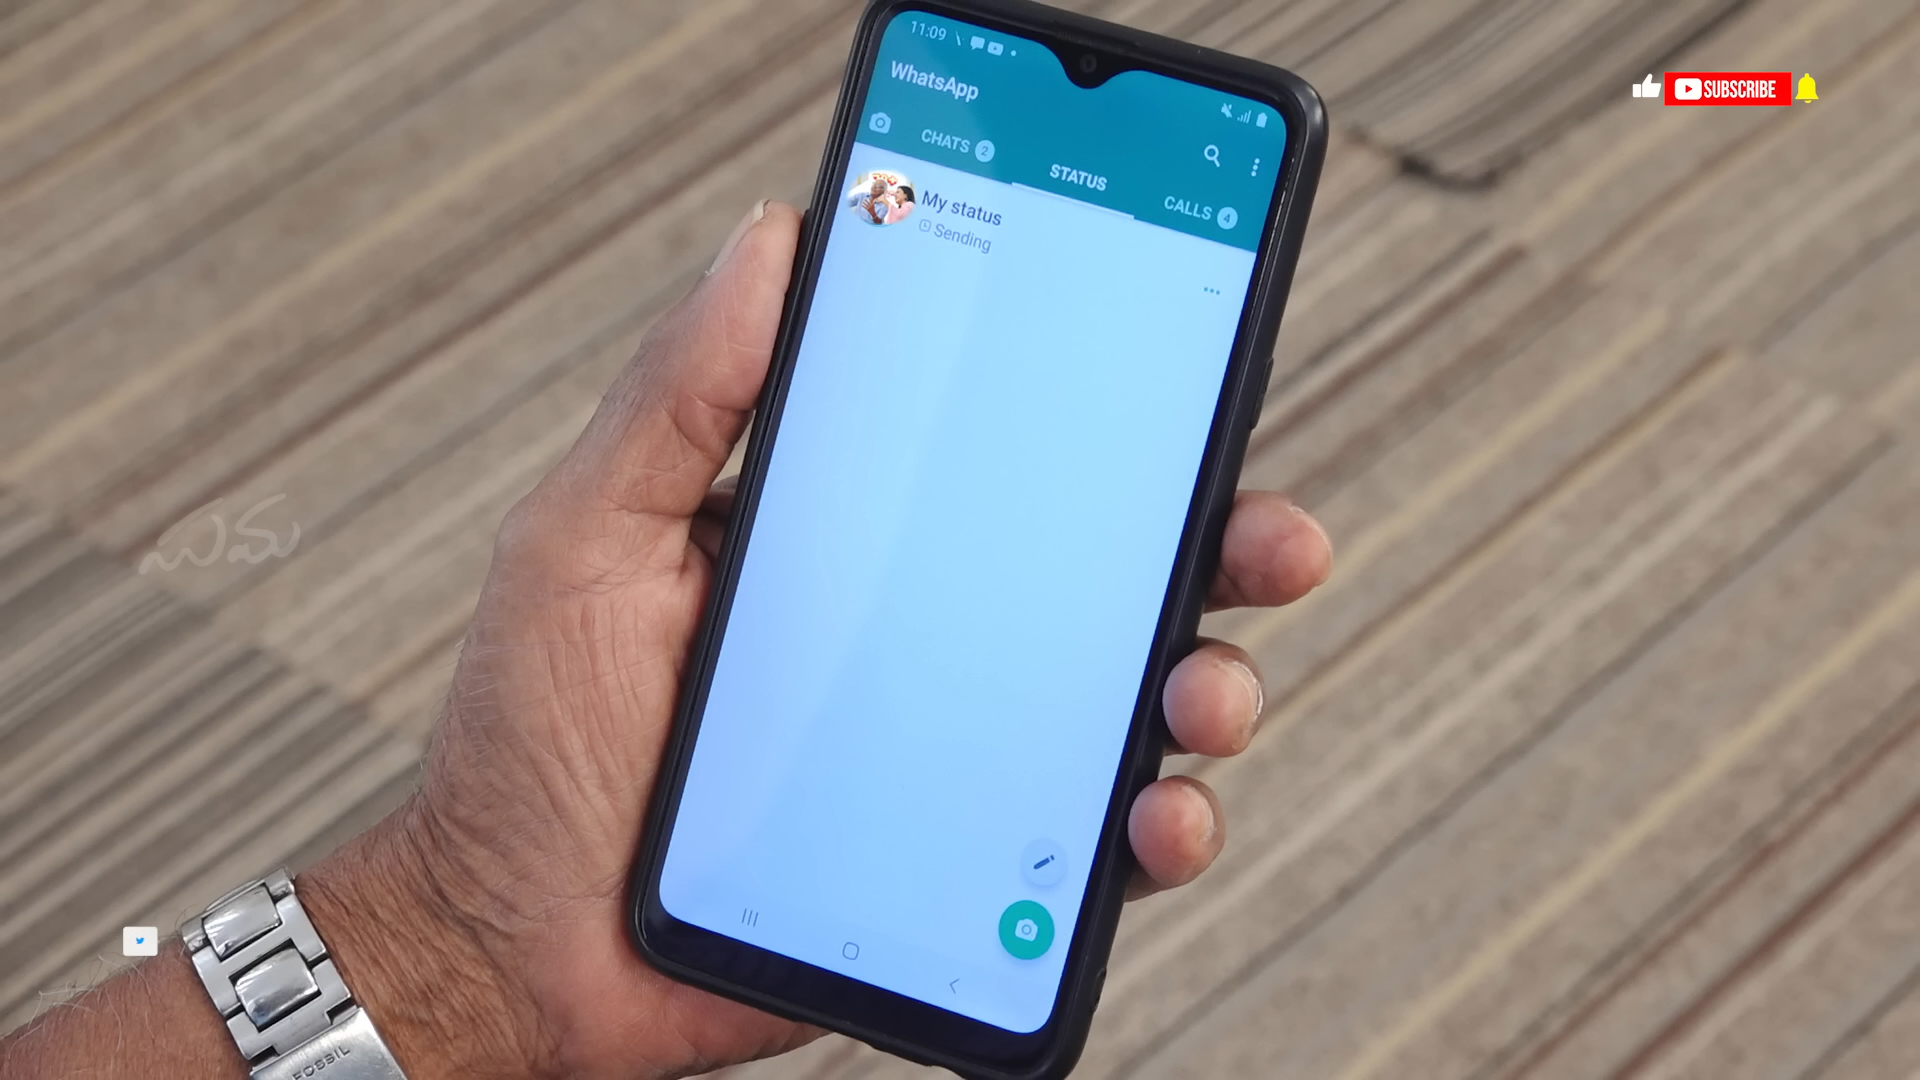 11:09
WhatsApp
CHATS 2
STATUS
CALLS 4
My status
Sending
SUBSCRIBE
సుమ
FOSSIL